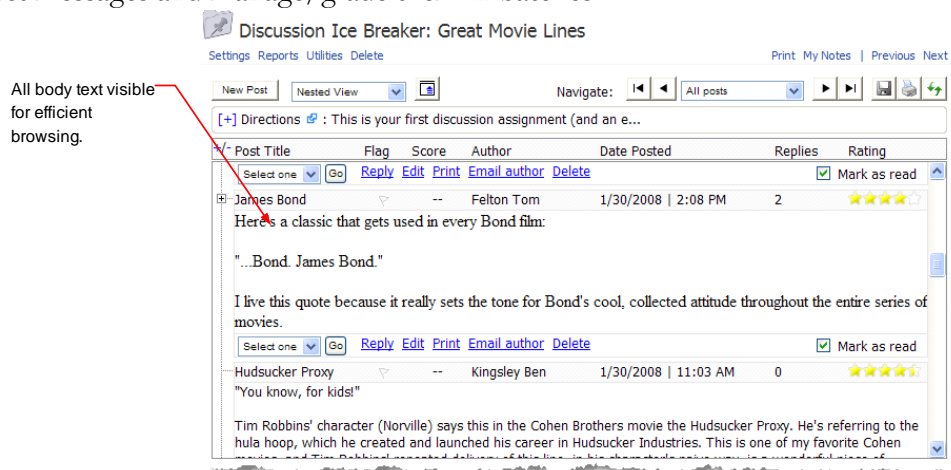 Discussion Ice Breaker: Great Movie Lines
Settings Reports Utilities Delete
Print My Notes | Previous Next
All body text visible
for efficient
browsing.
New Post Nested View Navigate: All posts
[+] Directions : This is your first discussion assignment (and an e...
+/- Post Title Flag Score Author Date Posted Replies Rating
Select one Go Reply Edit Print Email author Delete Mark as read
James Bond -- Felton Tom 1/30/2008 | 2:08 PM 2
Here's a classic that gets used in every Bond film:
"...Bond. James Bond."
I live this quote because it really sets the tone for Bond's cool, collected attitude throughout the entire series of
movies.
Select one Go Reply Edit Print Email author Delete Mark as read
Hudsucker Proxy -- Kingsley Ben 1/30/2008 | 11:03 AM 0
"You know, for kids!"
Tim Robbins' character (Norville) says this in the Cohen Brothers movie the Hudsucker Proxy. He's referring to the
hula hoop, which he created and launched his career in Hudsucker Industries. This is one of my favorite Cohen